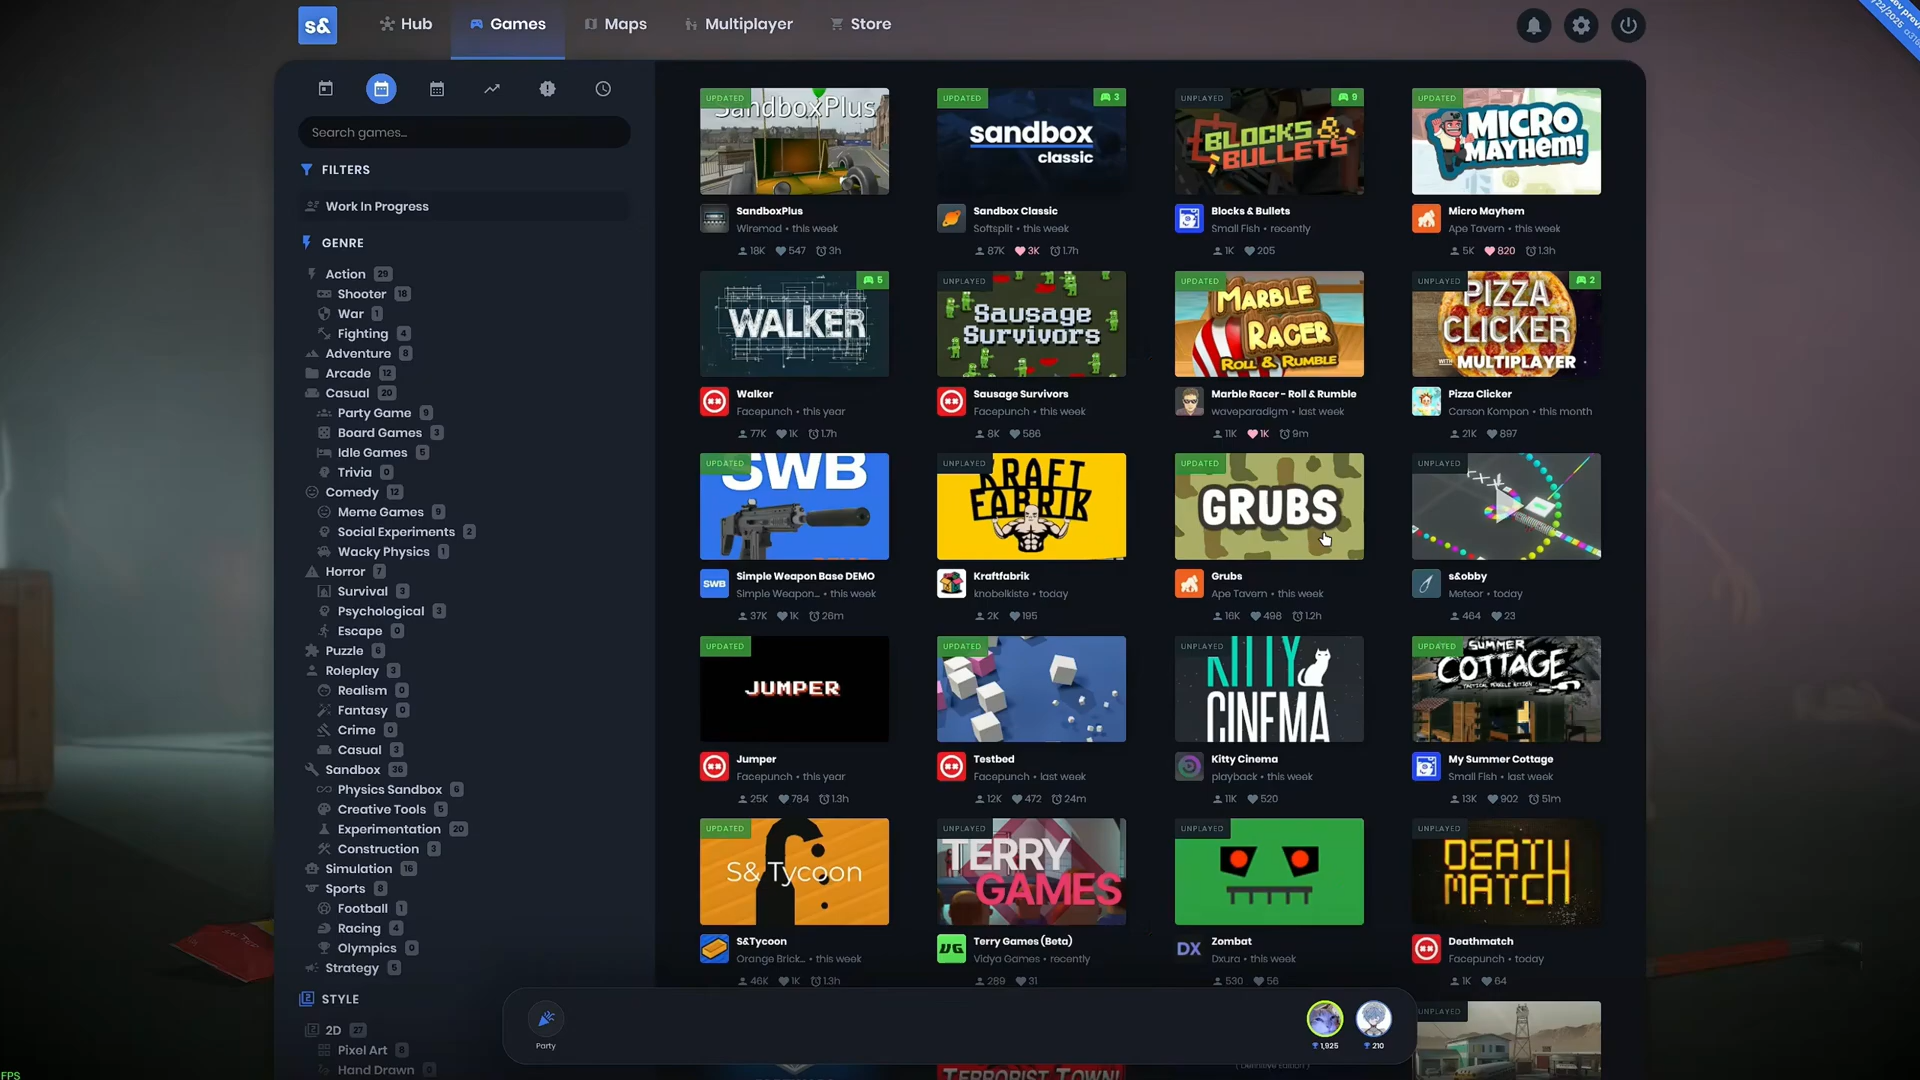 s&
Hub
Games
Maps
Multiplayer
Store
Search games...
FILTERS
Work In Progress
GENRE
Action 29
Shooter 18
War 1
Fighting 4
Adventure 8
Arcade 12
Casual 20
Party Game 9
Board Games 3
Idle Games 5
Trivia 0
Comedy 12
Meme Games 9
Social Experiments 2
Wacky Physics 1
Horror 7
Survival 3
Psychological 3
Escape 0
Puzzle 6
Roleplay 3
Realism 0
Fantasy 0
Crime 0
Casual 3
Sandbox 36
Physics Sandbox 6
Creative Tools 5
Experimentation 20
Construction 3
Simulation 16
Sports 8
Football 1
Racing 4
Olympics 0
Strategy 5
STYLE
2D 27
Pixel Art 8
Hand Drawn 0
FPS
UPDATED
SandboxPlus
SandboxPlus
Wiremod • this week
18K 547 3h
UPDATED 3
sandbox
classic
Sandbox Classic
Softsplit • this week
87K 3K 1.7h
UNPLAYED 9
BLOCKS &
BULLETS
Blocks & Bullets
Small Fish • recently
1K 205
UPDATED
MICRO
MAYHEM!
Micro Mayhem
Ape Tavern • this week
5K 820 1.3h
5
WALKER
Walker
Facepunch • this year
77K 1K 1.7h
UNPLAYED
Sausage
Survivors
Sausage Survivors
Facepunch • this week
8K 586
UPDATED
MARBLE
RACER
ROLL & RUMBLE
Marble Racer - Roll & Rumble
waveparadigm • last week
11K 1K 9m
UNPLAYED 2
PIZZA
CLICKER
WITH MULTIPLAYER
Pizza Clicker
Carson Kompon • this month
21K 897
UPDATED
SWB
SWB
Simple Weapon Base DEMO
Simple Weapon... • this week
37K 1K 26m
UNPLAYED
KRAFT
FABRIK
Kraftfabrik
knobelkiste • today
2K 195
UPDATED
GRUBS
Grubs
Ape Tavern • this week
16K 498 1.2h
UNPLAYED
s&obby
Meteor • today
464 23
UPDATED
JUMPER
Jumper
Facepunch • this year
25K 784 1.3h
UPDATED
Testbed
Facepunch • last week
12K 472 24m
UNPLAYED
KITTY
CINEMA
Kitty Cinema
playback • this week
11K 520
UPDATED
SUMMER
COTTAGE
My Summer Cottage
Small Fish • last week
13K 902 51m
UPDATED
S& Tycoon
S&Tycoon
Orange Brick... • this week
46K 1K 1.3h
UNPLAYED
TERRY
GAMES
VG
Terry Games (Beta)
Vidya Games • recently
289 31
UNPLAYED
DX
Zombat
Dxura • this week
530 56
UNPLAYED
DEATH
MATCH
Deathmatch
Facepunch • today
1K 64
UNPLAYED
Party
1,925
210
TERRORIST TOWN!
(Definitive Edition)